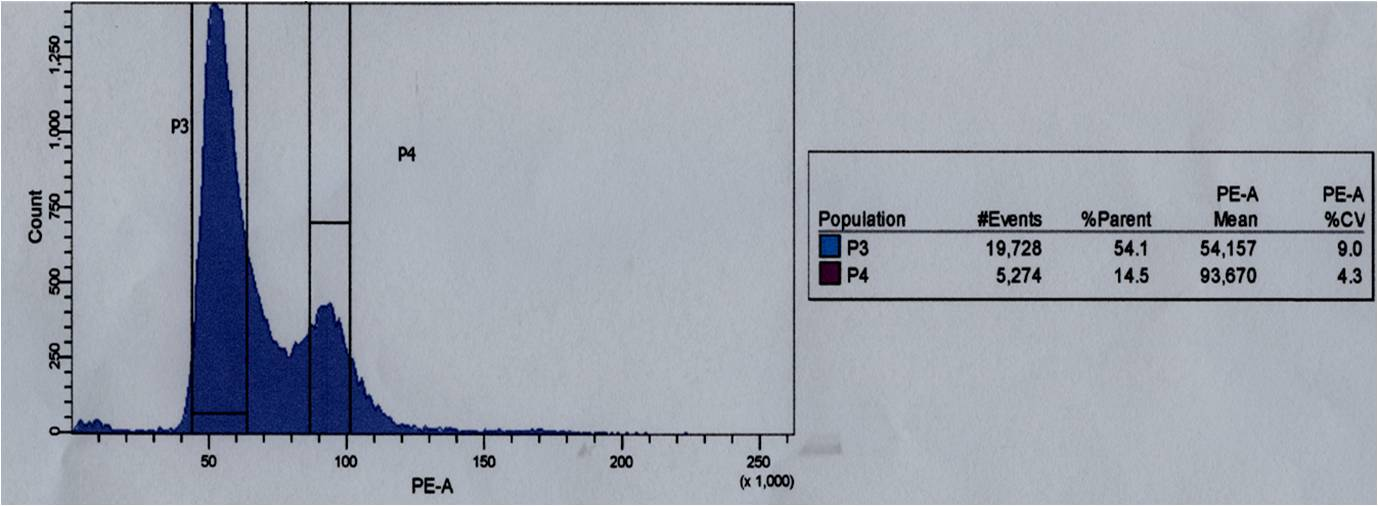 1,250
1,000
750
500
250
0
Count
P3
P4
50
100
150
200
250
(x 1,000)
PE-A
PE-A PE-A
Population #Events %Parent Mean %CV
P3 19,728 54.1 54,157 9.0
P4 5,274 14.5 93,670 4.3